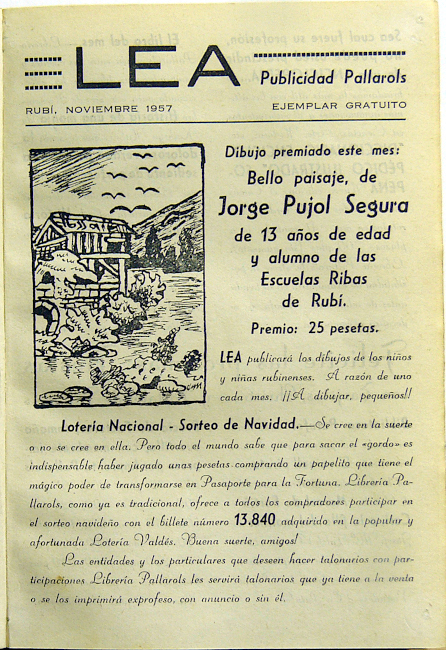 LEA Publicidad Pallarols
RUBÍ, NOVIEMBRE 1957 EJEMPLAR GRATUITO
Dibujo premiado este mes:
Bello paisaje, de
Jorge Pujol Segura
de 13 años de edad
y alumno de las
Escuelas Ribas
de Rubí.
Premio: 25 pesetas.
LEA publicará los dibujos de los niños
y niñas rubinenses. A razón de uno
cada mes. ¡¡A dibujar, pequeños!!
Lotería Nacional - Sorteo de Navidad.—Se cree en la suerte
o no se cree en ella. Pero todo el mundo sabe que para sacar el «gordo» es
indispensable haber jugado unas pesetas comprando un papelito que tiene el
mágico poder de transformarse en Pasaporte para la Fortuna. Librería Pa-
llarols, como ya es tradicional, ofrece a todos los compradores participar en
el sorteo navideño con el billete número 13.840 adquirido en la popular y
afortunada Lotería Valdés. Buena suerte, amigos!
Las entidades y los particulares que deseen hacer talonarios con par-
ticipaciones Librería Pallarols les servirá talonarios que ya tiene a la venta
o se los imprimirá exprofeso, con anuncio o sin él.